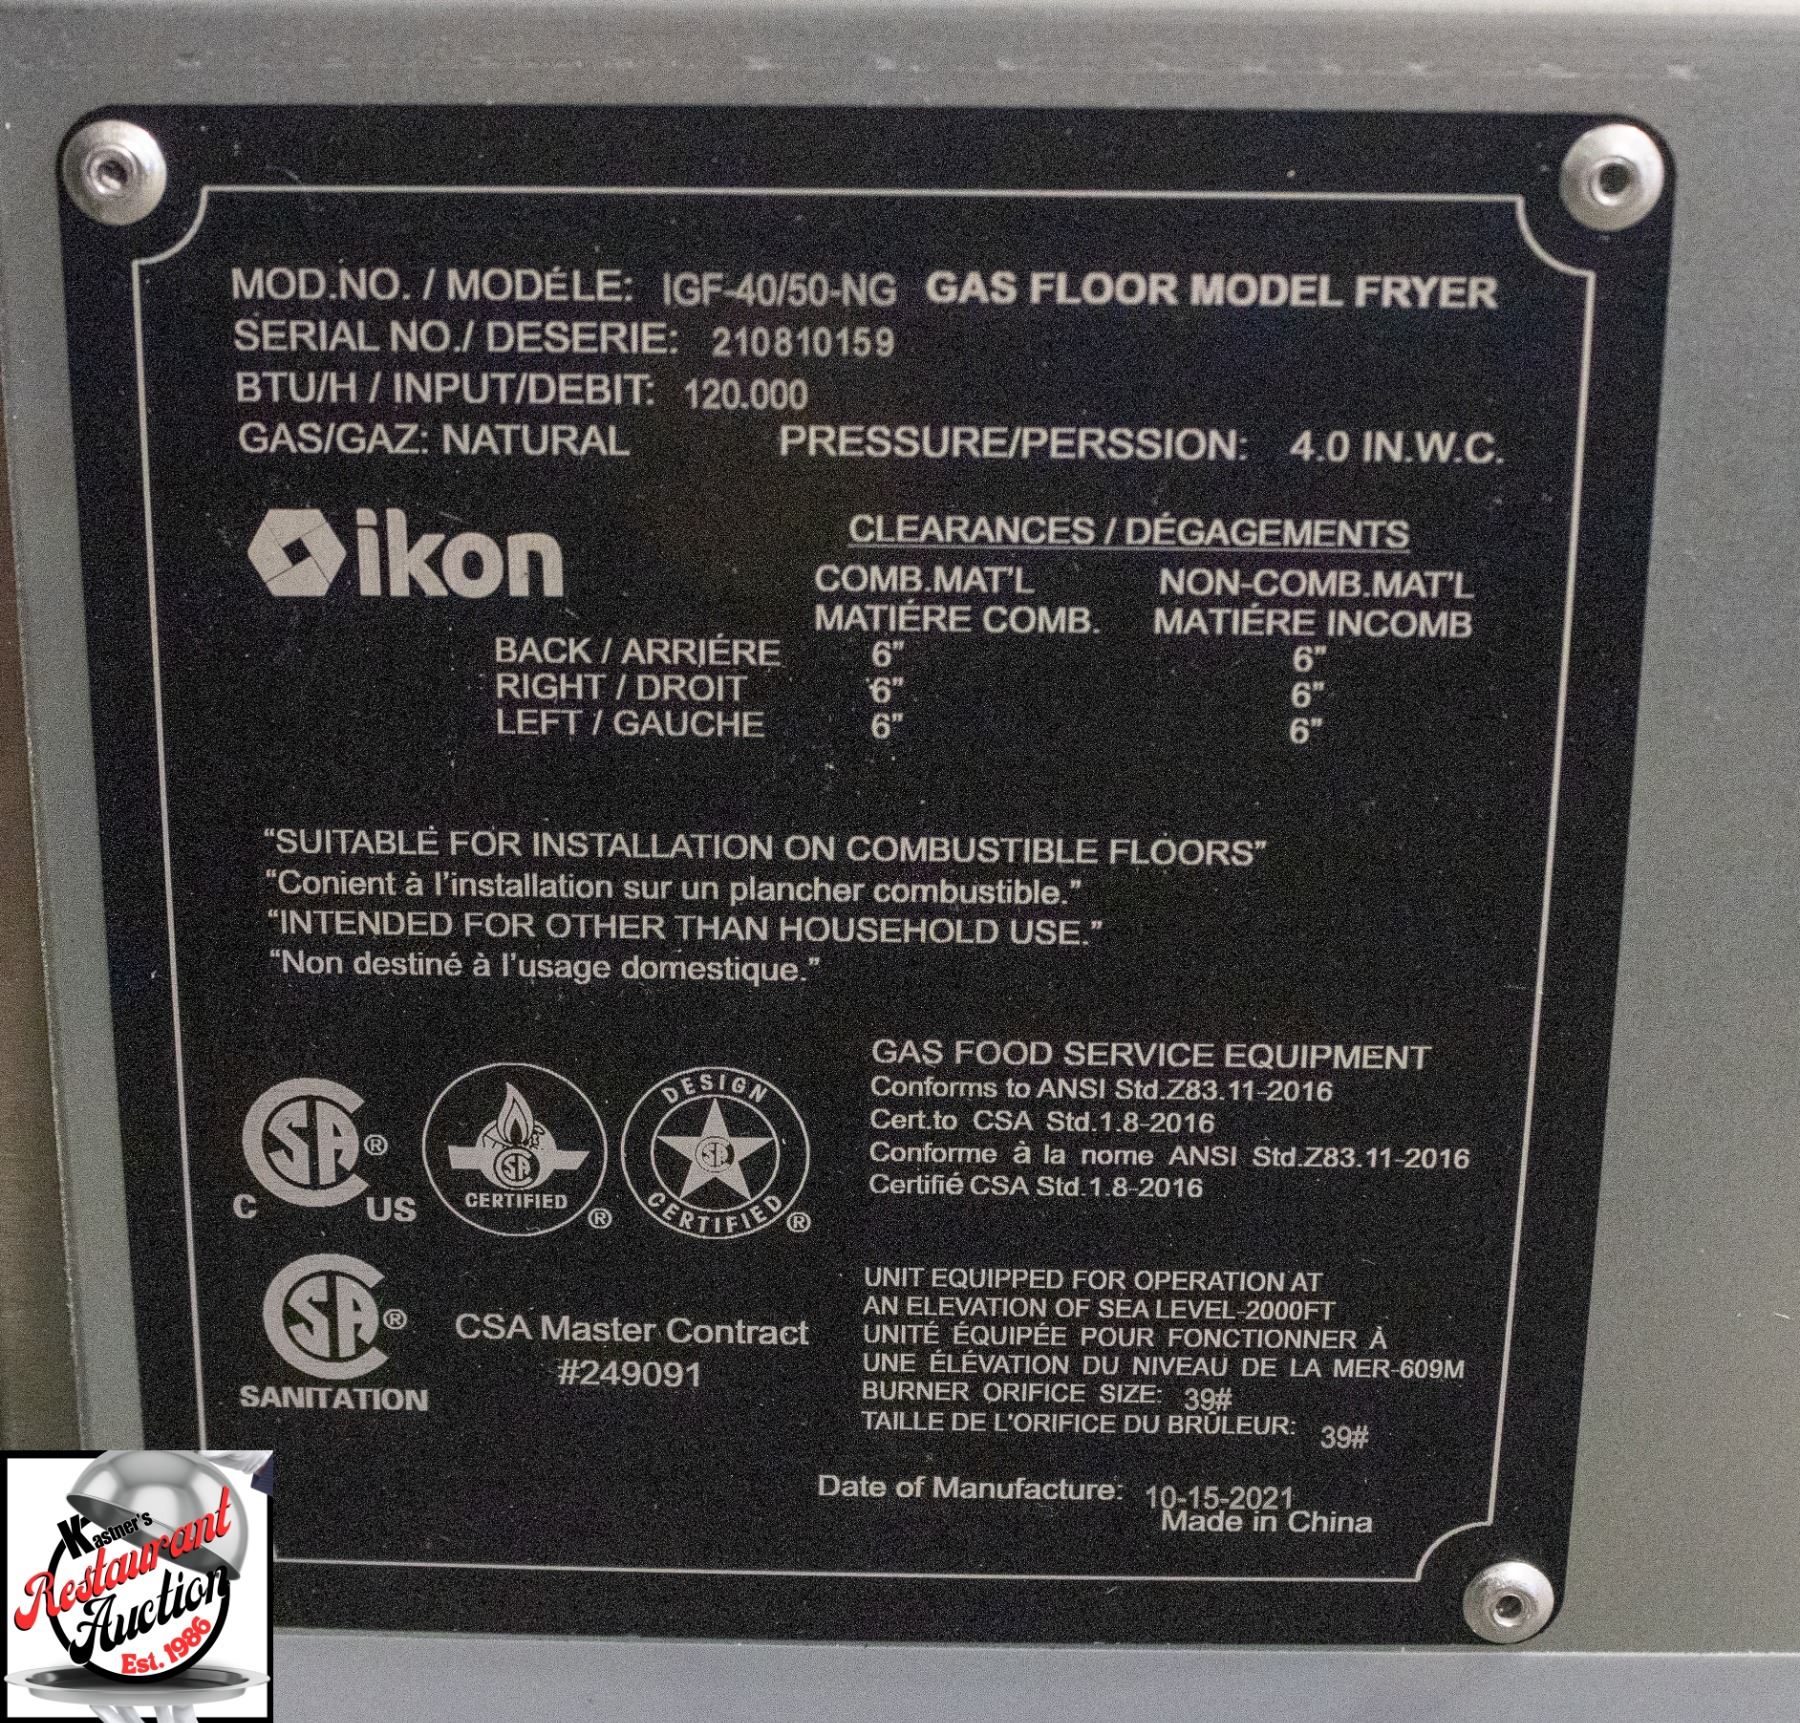 MOD.NO. / MODÉLE: IGF-40/50-NG GAS FLOOR MODEL FRYER
SERIAL NO./ DESERIE: 210810159
BTU/H / INPUT/DEBIT: 120.000
GAS/GAZ: NATURAL PRESSURE/PERSSION: 4.0 IN.W.C.
ikon
CLEARANCES / DÉGAGEMENTS
COMB.MAT'L NON-COMB.MAT'L
MATIÉRE COMB. MATIÉRE INCOMB
BACK / ARRIÉRE 6" 6"
RIGHT / DROIT 6" 6"
LEFT / GAUCHE 6" 6"
“SUITABLE FOR INSTALLATION ON COMBUSTIBLE FLOORS”
“Conient à l'installation sur un plancher combustible.”
“INTENDED FOR OTHER THAN HOUSEHOLD USE.”
“Non destiné à l'usage domestique.”
GAS FOOD SERVICE EQUIPMENT
Conforms to ANSI Std.Z83.11-2016
Cert.to CSA Std.1.8-2016
Conforme à la nome ANSI Std.Z83.11-2016
Certifié CSA Std.1.8-2016
SA ® C US
SA CERTIFIED ®
DESIGN SA CERTIFIED ®
SA ®
SANITATION
CSA Master Contract
#249091
UNIT EQUIPPED FOR OPERATION AT
AN ELEVATION OF SEA LEVEL-2000FT
UNITÉ ÉQUIPÉE POUR FONCTIONNER À
UNE ÉLÉVATION DU NIVEAU DE LA MER-609M
BURNER ORIFICE SIZE: 39#
TAILLE DE L'ORIFICE DU BRÛLEUR: 39#
Date of Manufacture: 10-15-2021
Made in China
Kastner's
Restaurant
Auction
Est. 1986